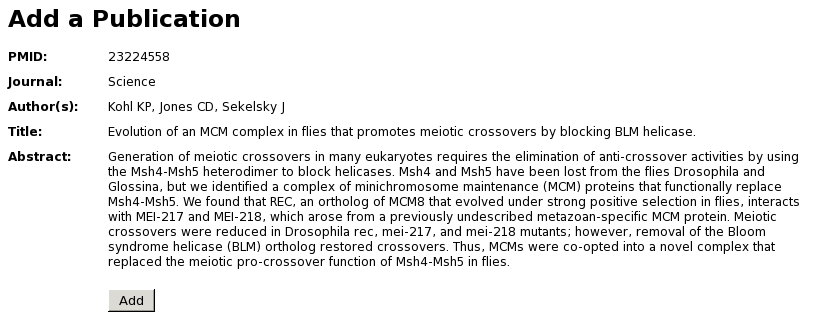 Add a Publication
PMID: 23224558
Journal: Science
Author(s): Kohl KP, Jones CD, Sekelsky J
Title: Evolution of an MCM complex in flies that promotes meiotic crossovers by blocking BLM helicase.
Abstract: Generation of meiotic crossovers in many eukaryotes requires the elimination of anti-crossover activities by using
the Msh4-Msh5 heterodimer to block helicases. Msh4 and Msh5 have been lost from the flies Drosophila and
Glossina, but we identified a complex of minichromosome maintenance (MCM) proteins that functionally replace
Msh4-Msh5. We found that REC, an ortholog of MCM8 that evolved under strong positive selection in flies, interacts
with MEI-217 and MEI-218, which arose from a previously undescribed metazoan-specific MCM protein. Meiotic
crossovers were reduced in Drosophila rec, mei-217, and mei-218 mutants; however, removal of the Bloom
syndrome helicase (BLM) ortholog restored crossovers. Thus, MCMs were co-opted into a novel complex that
replaced the meiotic pro-crossover function of Msh4-Msh5 in flies.
Add